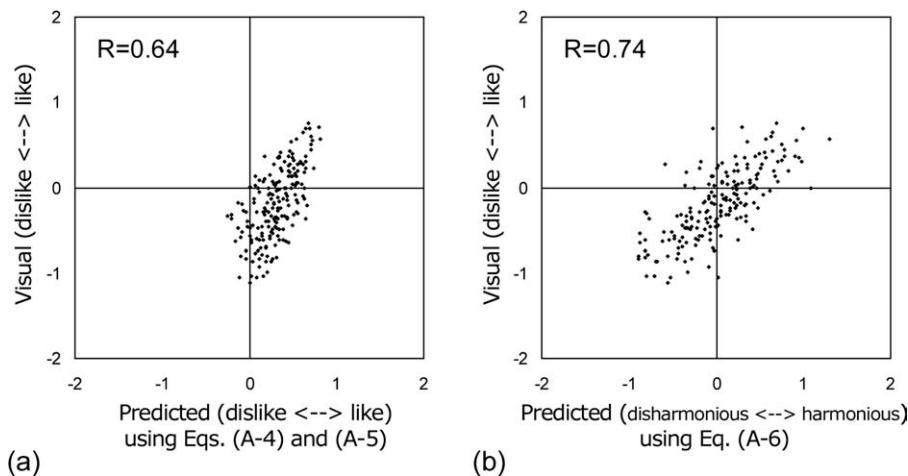 R=0.64
Visual (dislike <--> like)
2
1
0
-1
-2
-2
-1
0
1
2
Predicted (dislike <--> like)
using Eqs. (A-4) and (A-5)
(a)
R=0.74
Visual (dislike <--> like)
2
1
0
-1
-2
-2
-1
0
1
2
Predicted (disharmonious <--> harmonious)
using Eq. (A-6)
(b)